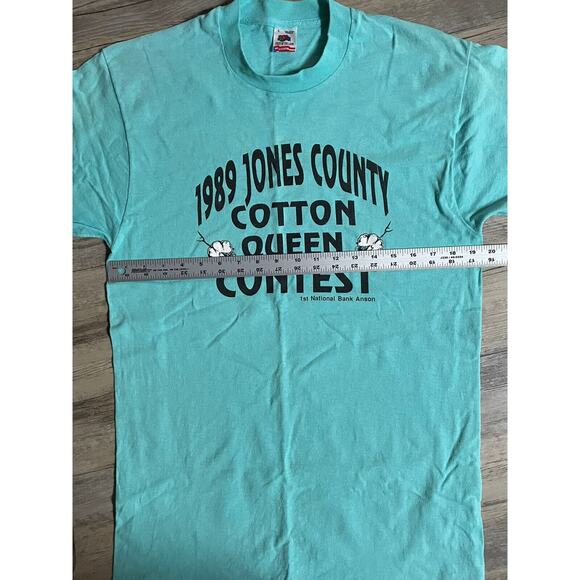 1989 JONES COUNTY
COTTON
QUEEN
CONTEST
1st National Bank Anson